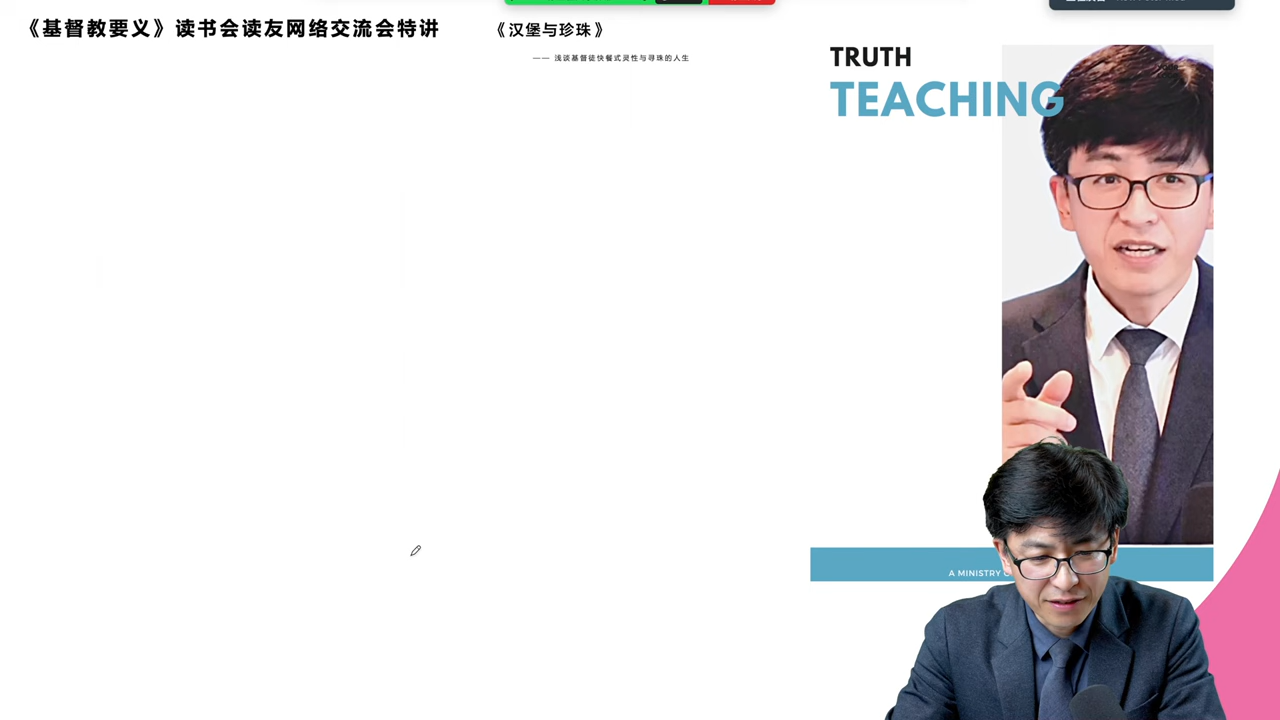 《基督教要义》读书会读友网络交流会特讲
《汉堡与珍珠》
—— 浅谈基督徒快餐式灵性与寻珠的人生
TRUTH
TEACHING
A MINISTRY